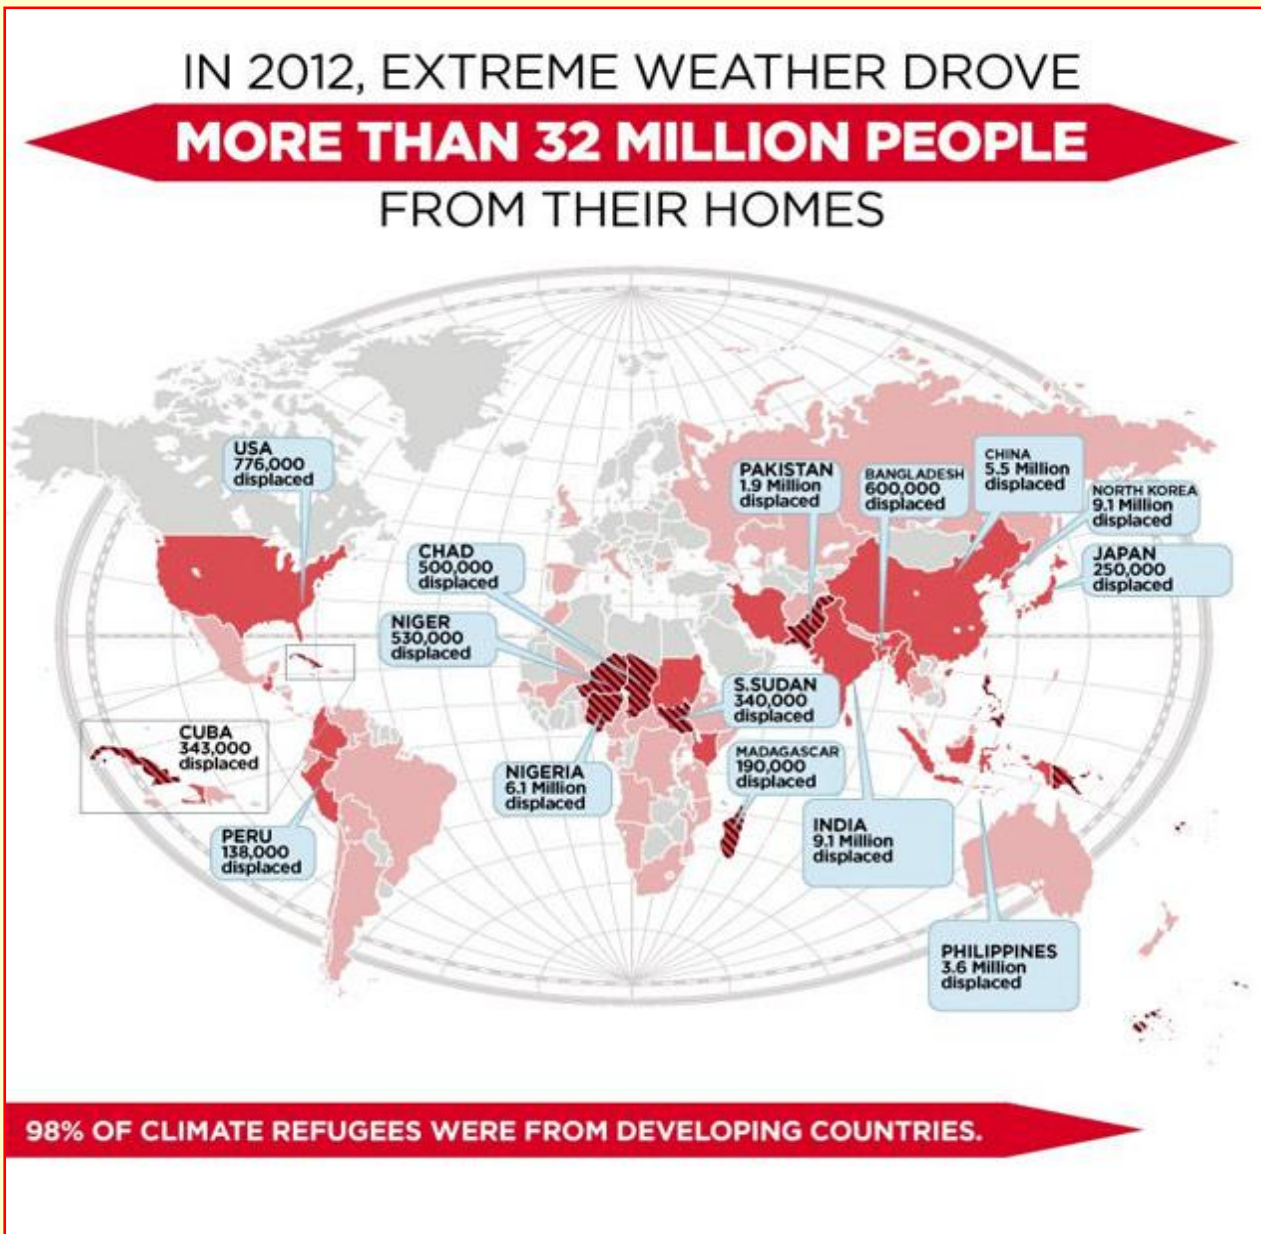 IN 2012, EXTREME WEATHER DROVE
MORE THAN 32 MILLION PEOPLE
FROM THEIR HOMES
USA
776,000
displaced
CHAD
500,000
displaced
NIGER
530,000
displaced
CUBA
343,000
displaced
PERU
138,000
displaced
NIGERIA
6.1 Million
displaced
PAKISTAN
1.9 Million
displaced
BANGLADESH
600,000
displaced
CHINA
5.5 Million
displaced
NORTH KOREA
9.1 Million
displaced
JAPAN
250,000
displaced
S.SUDAN
340,000
displaced
MADAGASCAR
190,000
displaced
INDIA
9.1 Million
displaced
PHILIPPINES
3.6 Million
displaced
98% OF CLIMATE REFUGEES WERE FROM DEVELOPING COUNTRIES.